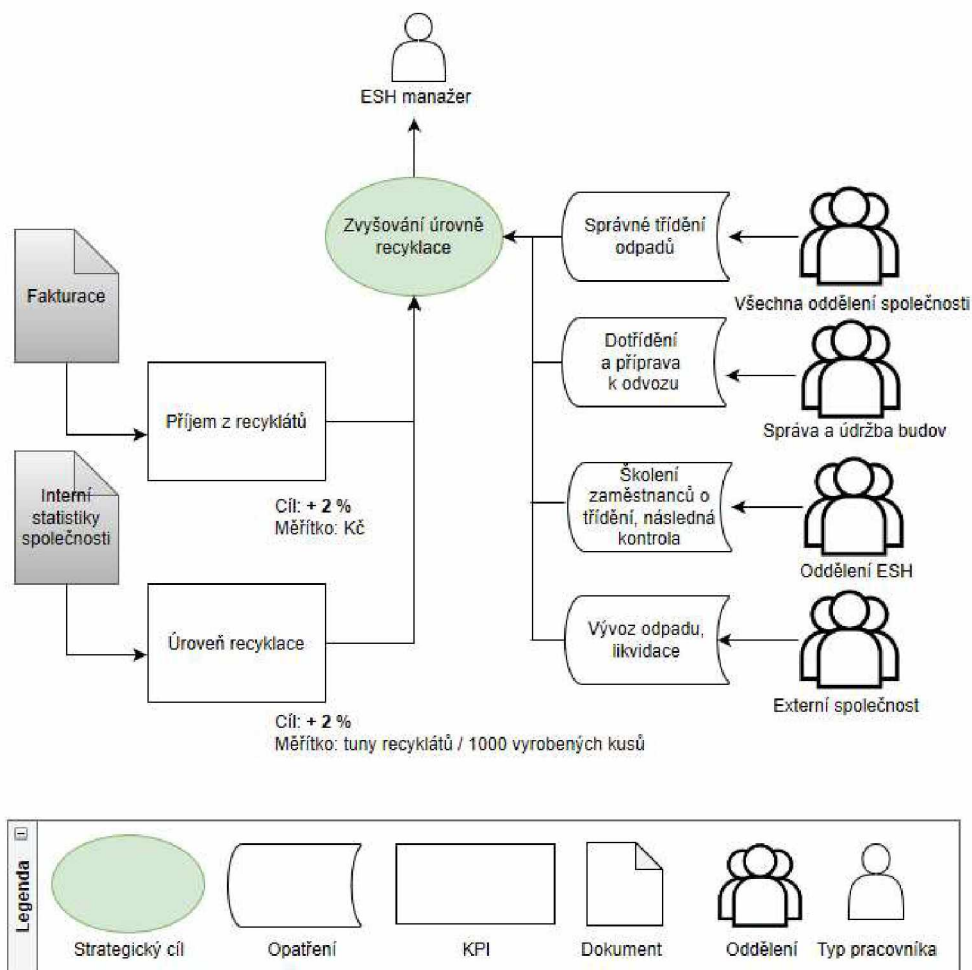 ESH manažer
Zvyšování úrovně
recyklace
Správné třídění
odpadů
Všechna oddělení společnosti
Fakturace
Dotřídění
a příprava
k odvozu
Správa a údržba budov
Příjem z recyklátů
Cíl: + 2 %
Měřítko: Kč
Interní
statistiky
společnosti
Školení
zaměstnanců o
třídění, následná
kontrola
Oddělení ESH
Úroveň recyklace
Cíl: + 2 %
Měřítko: tuny recyklátů / 1000 vyrobených kusů
Vývoz odpadu,
likvidace
Externí společnost
Legenda
Strategický cíl
Opatření
KPI
Dokument
Oddělení
Typ pracovníka